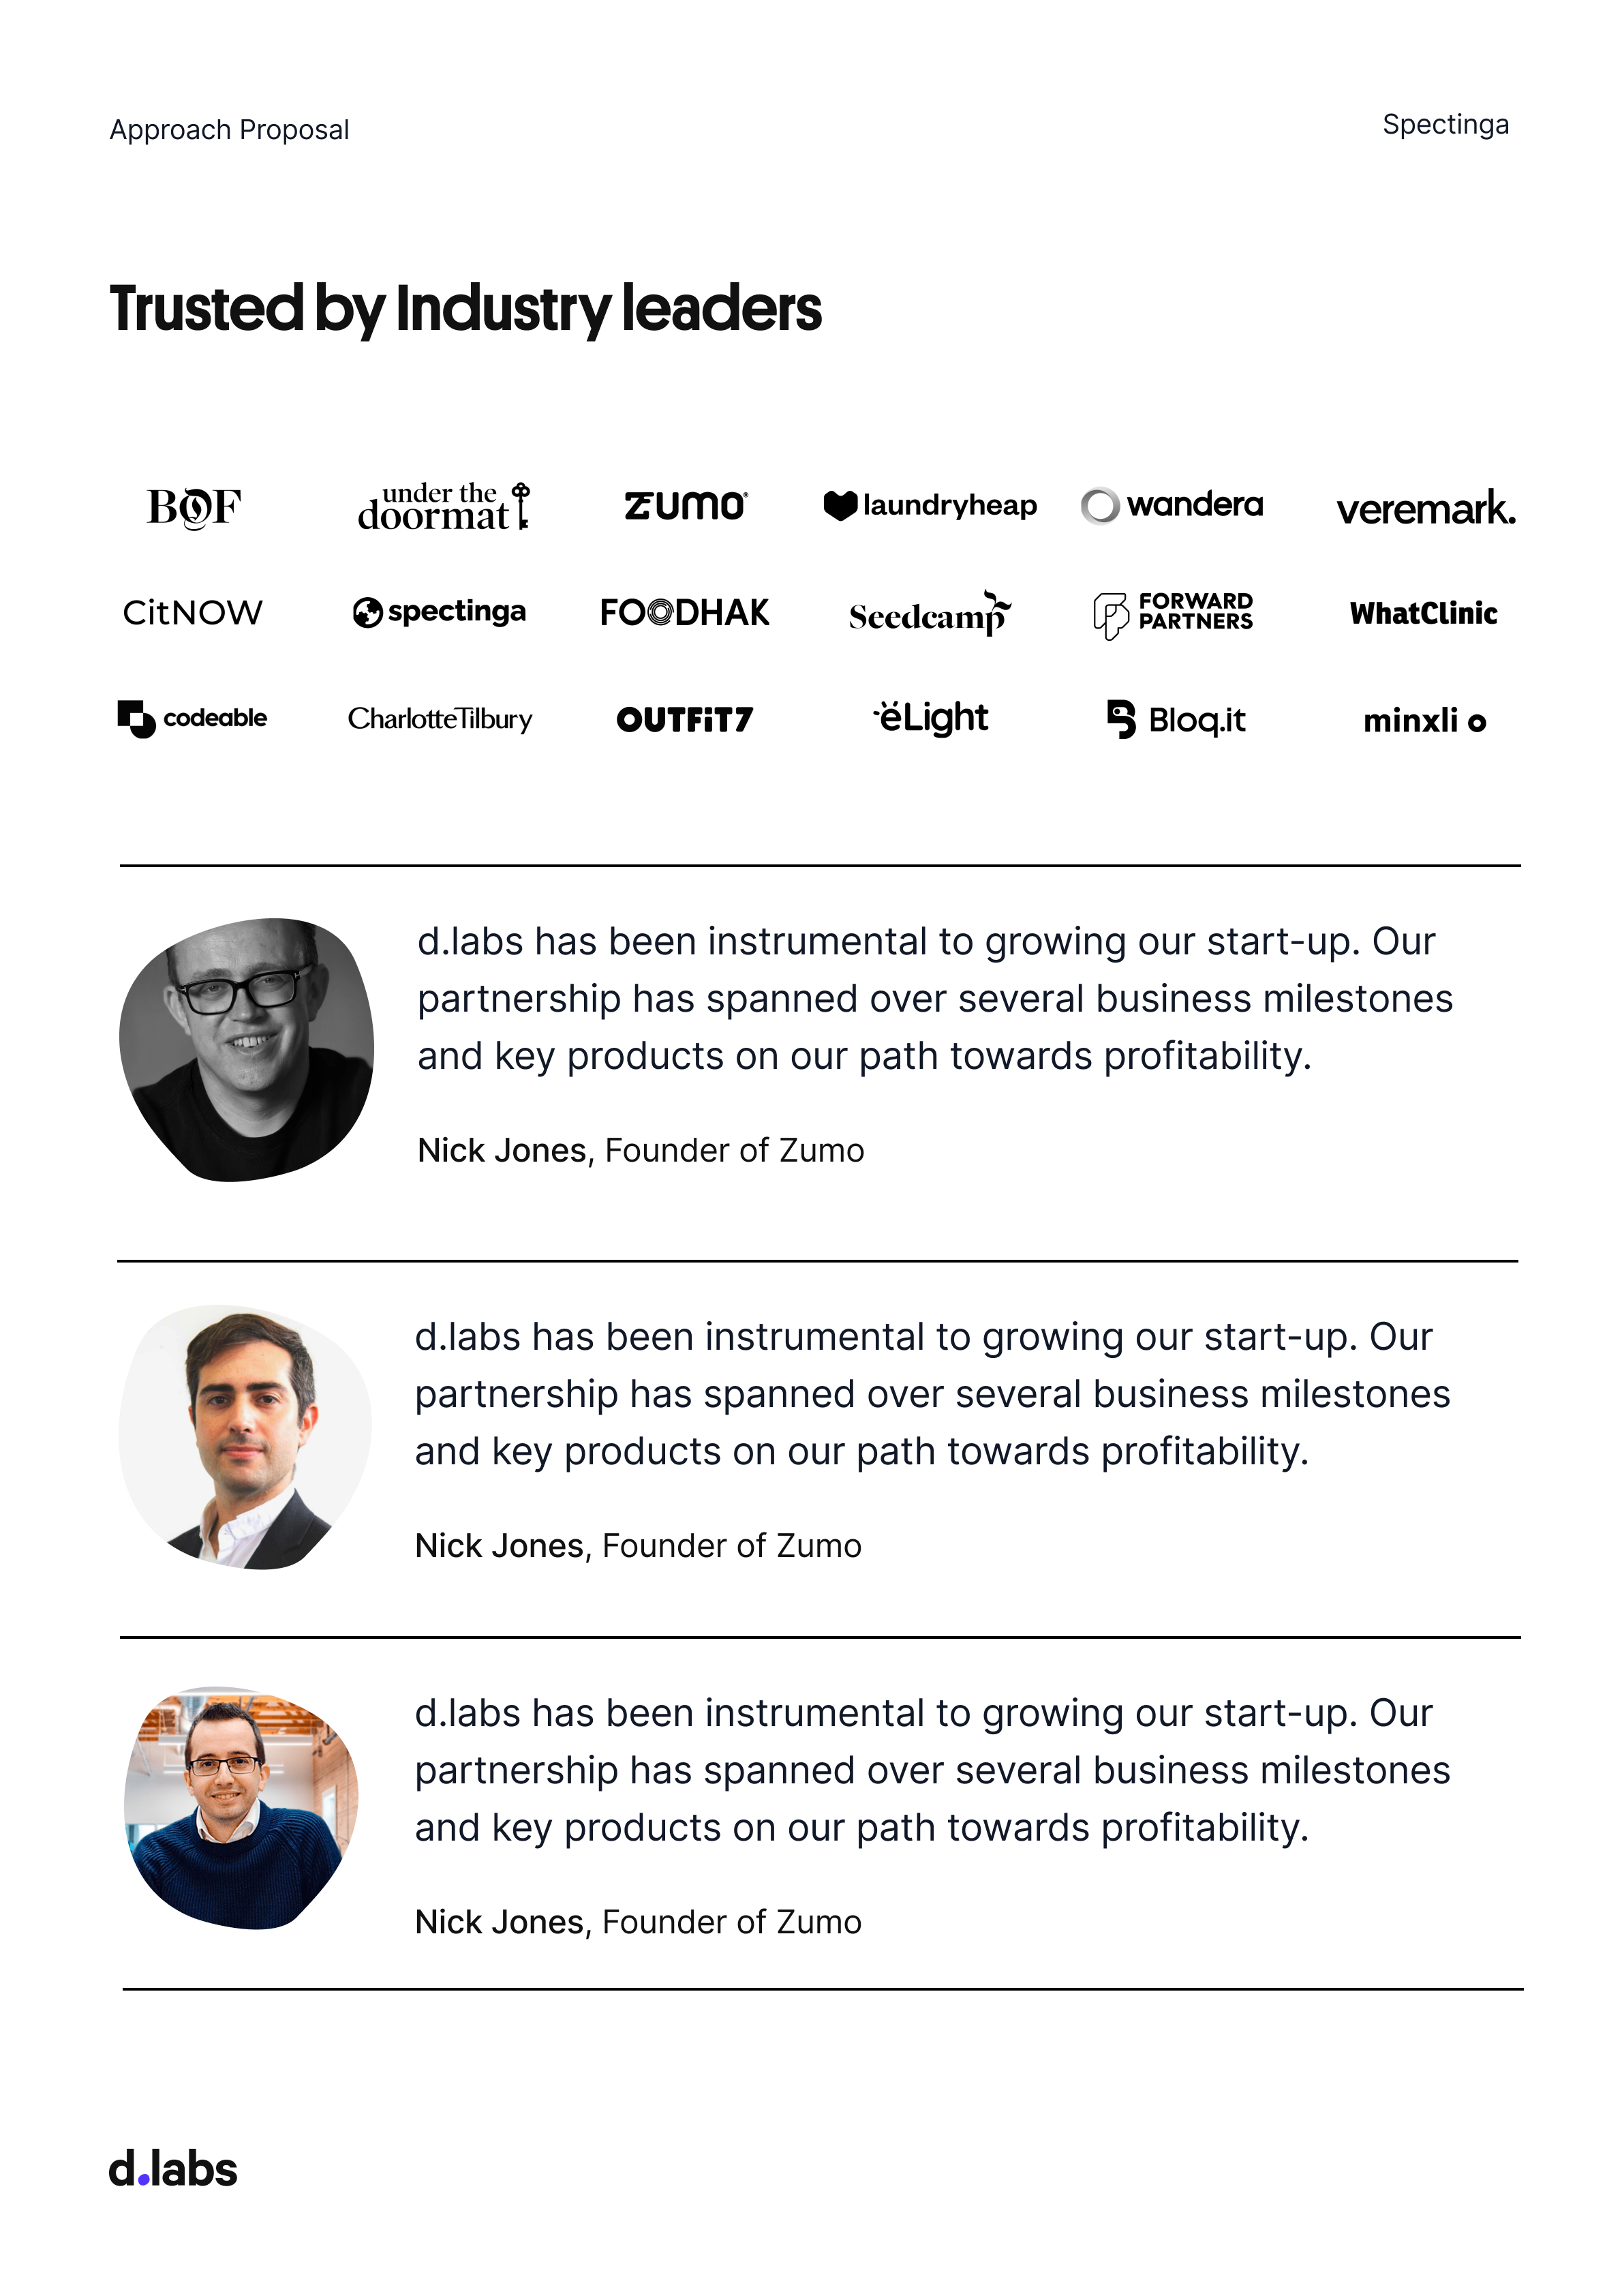 Approach Proposal
Spectinga
Trusted by Industry leaders
BOF
under the
doormat
ZUMO
laundryheap
wandera
veremark.
CitNOW
spectinga
FOODHAK
Seedcamp
FORWARD
PARTNERS
WhatClinic
codeable
CharlotteTilbury
OUTFiT7
ëLight
Bloq.it
minxli o
d.labs has been instrumental to growing our start-up. Our
partnership has spanned over several business milestones
and key products on our path towards profitability.
Nick Jones, Founder of Zumo
d.labs has been instrumental to growing our start-up. Our
partnership has spanned over several business milestones
and key products on our path towards profitability.
Nick Jones, Founder of Zumo
d.labs has been instrumental to growing our start-up. Our
partnership has spanned over several business milestones
and key products on our path towards profitability.
Nick Jones, Founder of Zumo
d.labs